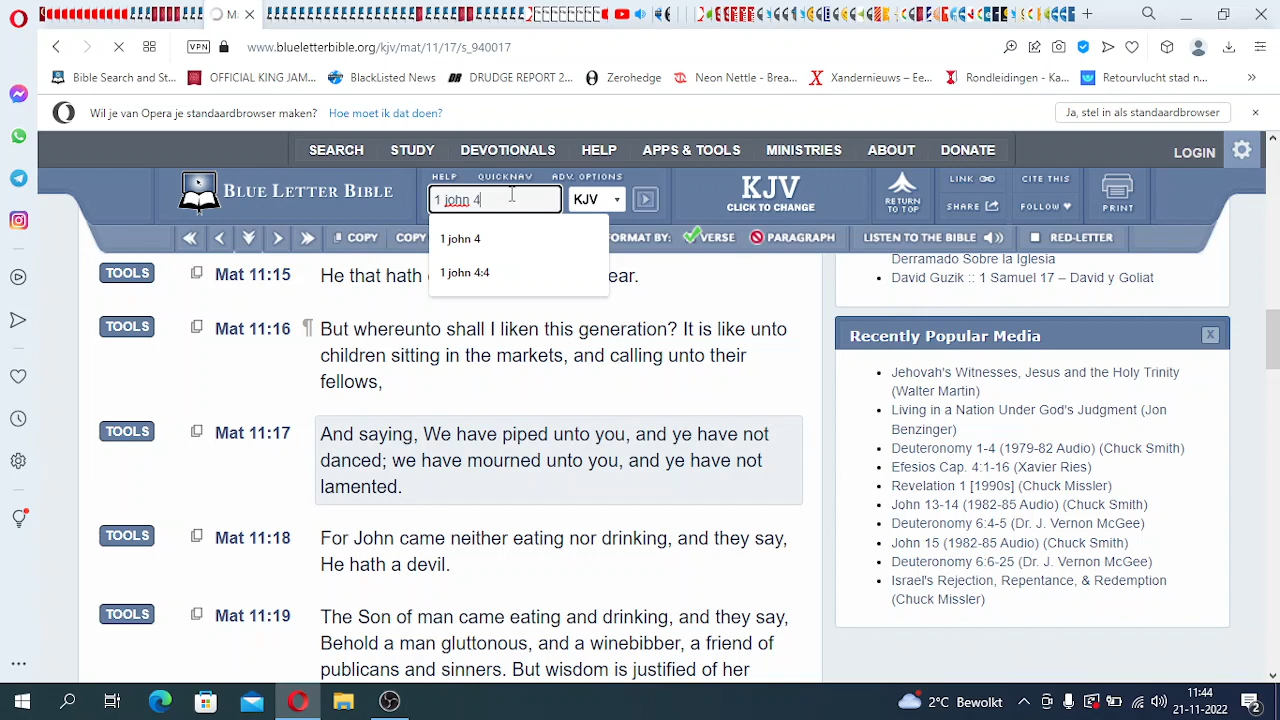 M
VPN
www.blueletterbible.org/kjv/mat/11/17/s_940017
Bible Search and St...
OFFICIAL KING JAM...
BlackListed News
DRUDGE REPORT 2...
Zerohedge
Neon Nettle - Brea...
Xandernieuws – Ee...
Rondleidingen - Ka...
Retourvlucht stad n...
»
Wil je van Opera je standaardbrowser maken? Hoe moet ik dat doen?
Ja, stel in als standaardbrowser
SEARCH STUDY DEVOTIONALS HELP APPS & TOOLS MINISTRIES ABOUT DONATE
LOGIN
HELP QUICKNAV ADV. OPTIONS
BLUE LETTER BIBLE
1 john 4
KJV
KJV
CLICK TO CHANGE
RETURN
TO TOP
LINK
CITE THIS
SHARE
FOLLOW
PRINT
1 john 4
1 john 4:4
COPY
COPY
FORMAT BY:
VERSE
PARAGRAPH
LISTEN TO THE BIBLE
RED-LETTER
TOOLS
Mat 11:15
He that hath
ear.
TOOLS
Mat 11:16
¶ But whereunto shall I liken this generation? It is like unto
children sitting in the markets, and calling unto their
fellows,
TOOLS
Mat 11:17
And saying, We have piped unto you, and ye have not
danced; we have mourned unto you, and ye have not
lamented.
TOOLS
Mat 11:18
For John came neither eating nor drinking, and they say,
He hath a devil.
TOOLS
Mat 11:19
The Son of man came eating and drinking, and they say,
Behold a man gluttonous, and a winebibber, a friend of
publicans and sinners. But wisdom is justified of her
Derramado Sobre la Iglesia
David Guzik :: 1 Samuel 17 – David y Goliat
Recently Popular Media
X
Jehovah's Witnesses, Jesus and the Holy Trinity
(Walter Martin)
Living in a Nation Under God's Judgment (Jon
Benzinger)
Deuteronomy 1-4 (1979-82 Audio) (Chuck Smith)
Efesios Cap. 4:1-16 (Xavier Ries)
Revelation 1 [1990s] (Chuck Missler)
John 13-14 (1982-85 Audio) (Chuck Smith)
Deuteronomy 6:4-5 (Dr. J. Vernon McGee)
John 15 (1982-85 Audio) (Chuck Smith)
Deuteronomy 6:6-25 (Dr. J. Vernon McGee)
Israel's Rejection, Repentance, & Redemption
(Chuck Missler)
2°C Bewolkt
11:44
21-11-2022
2